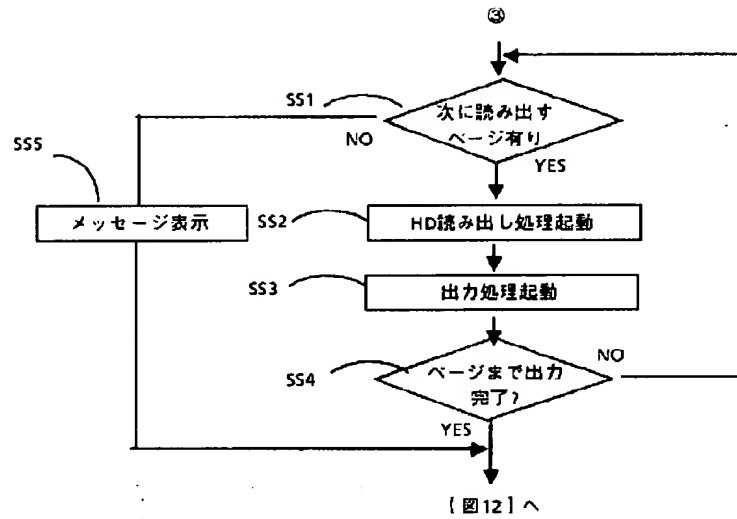 ③
SS1
次に読み出す
ページ有り
NO
YES
SS5
メッセージ表示
SS2
HD読み出し処理起動
SS3
出力処理起動
SS4
ページまで出力
完了?
NO
YES
[図12]へ